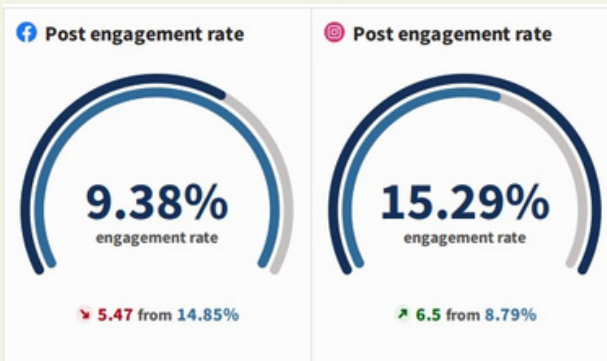 Post engagement rate
9.38%
engagement rate
5.47 from 14.85%
Post engagement rate
15.29%
engagement rate
6.5 from 8.79%